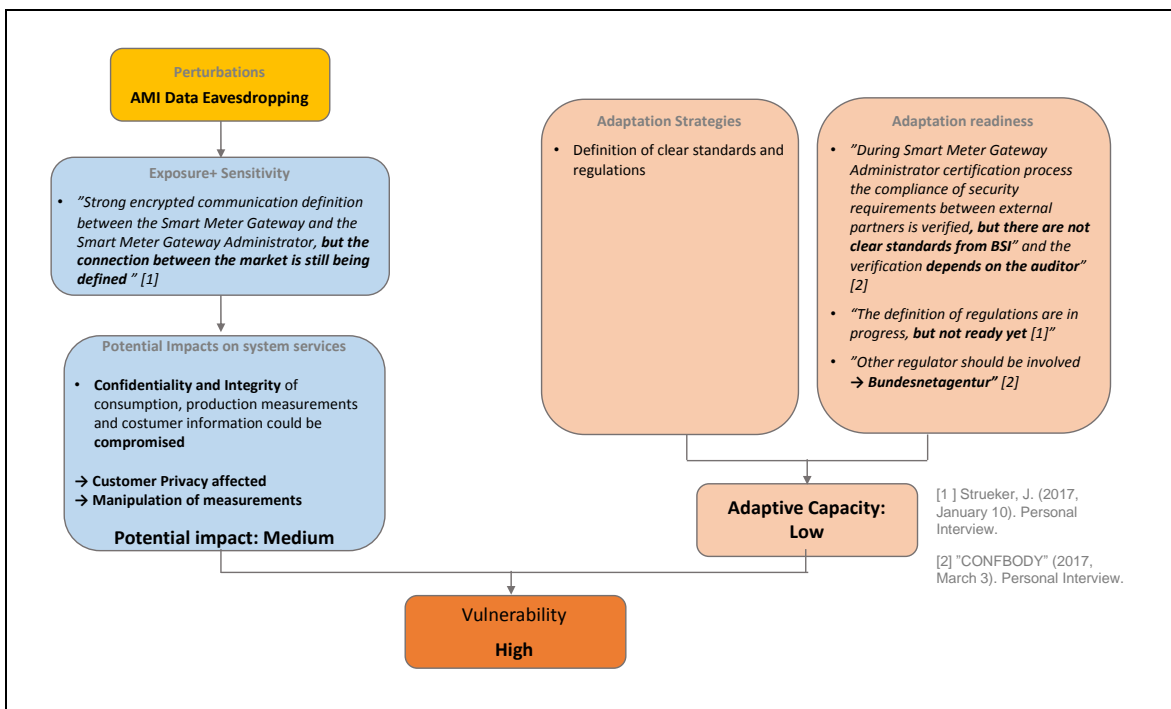 Perturbations
AMI Data Eavesdropping
Exposure+ Sensitivity
• ”Strong encrypted communication definition
between the Smart Meter Gateway and the
Smart Meter Gateway Administrator, but the
connection between the market is still being
defined ” [1]
Potential Impacts on system services
• Confidentiality and Integrity of
consumption, production measurements
and costumer information could be
compromised
→ Customer Privacy affected
→ Manipulation of measurements
Potential impact: Medium
Adaptation Strategies
• Definition of clear standards and
regulations
Adaptation readiness
• ”During Smart Meter Gateway
Administrator certification process
the compliance of security
requirements between external
partners is verified, but there are not
clear standards from BSI” and the
verification depends on the auditor”
[2]
• “The definition of regulations are in
progress, but not ready yet [1]”
• ”Other regulator should be involved
→ Bundesnetagentur” [2]
Adaptive Capacity:
Low
[1 ] Strueker, J. (2017,
January 10). Personal
Interview.
[2] ”CONFBODY” (2017,
March 3). Personal Interview.
Vulnerability
High